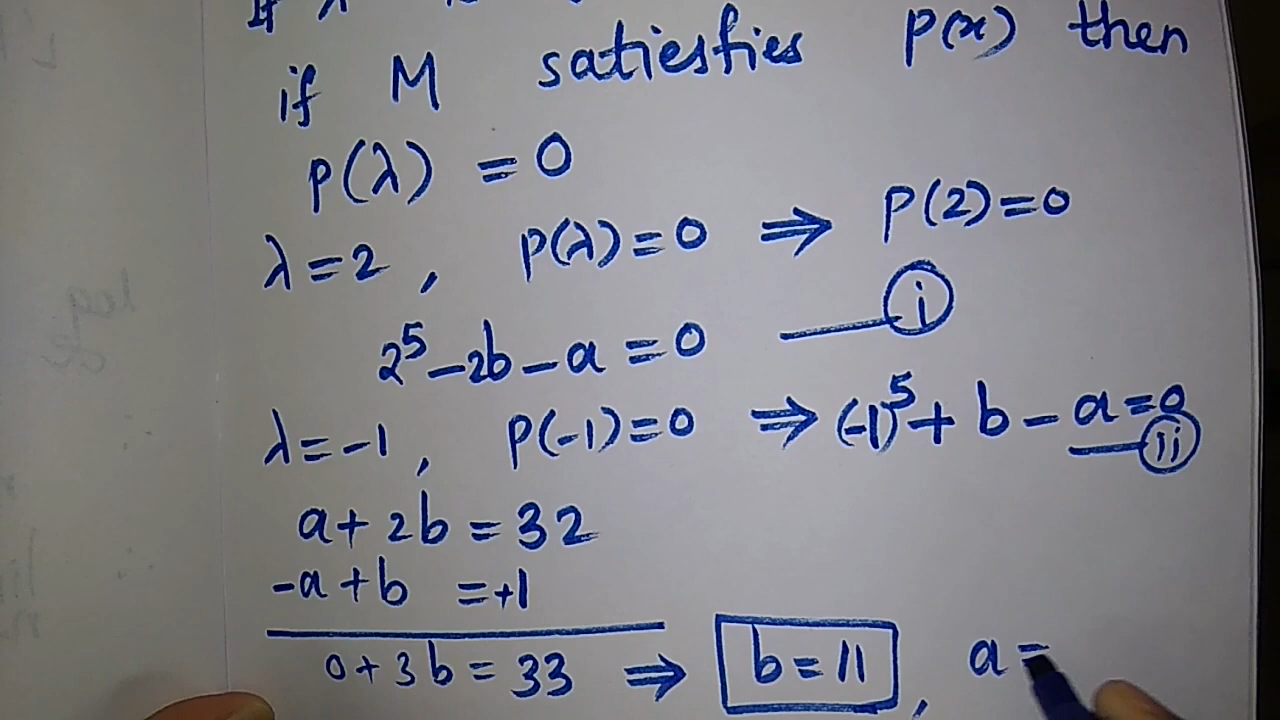 If λ
if M satiesfies p(x) then
p(λ) = 0
λ=2, p(λ)=0 ⇒ p(2)=0
2⁵-2b-a=0 — (i)
λ=-1, p(-1)=0 ⇒ (-1)⁵+b-a=0 — (ii)
a+2b=32
-a+b =+1
0+3b=33 ⇒ b=11, a=